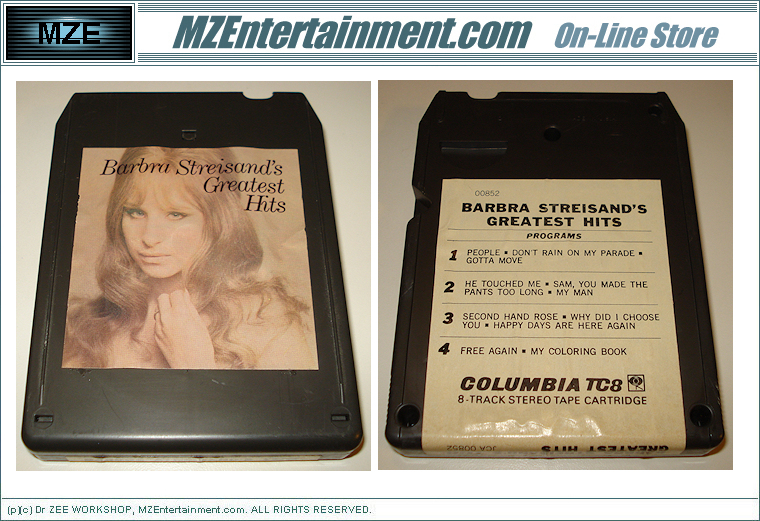 MZE
MZEntertainment.com On-Line Store
Barbra Streisand's
Greatest
Hits
00852
BARBRA STREISAND'S
GREATEST HITS
PROGRAMS
1 PEOPLE ▪ DON'T RAIN ON MY PARADE ▪
GOTTA MOVE
2 HE TOUCHED ME ▪ SAM, YOU MADE THE
PANTS TOO LONG ▪ MY MAN
3 SECOND HAND ROSE ▪ WHY DID I CHOOSE
YOU ▪ HAPPY DAYS ARE HERE AGAIN
4 FREE AGAIN ▪ MY COLORING BOOK
COLUMBIA TC8
8-TRACK STEREO TAPE CARTRIDGE
JCA 00852 GREATEST HITS
(p)(c) Dr ZEE WORKSHOP, MZEntertainment.com. ALL RIGHTS RESERVED.